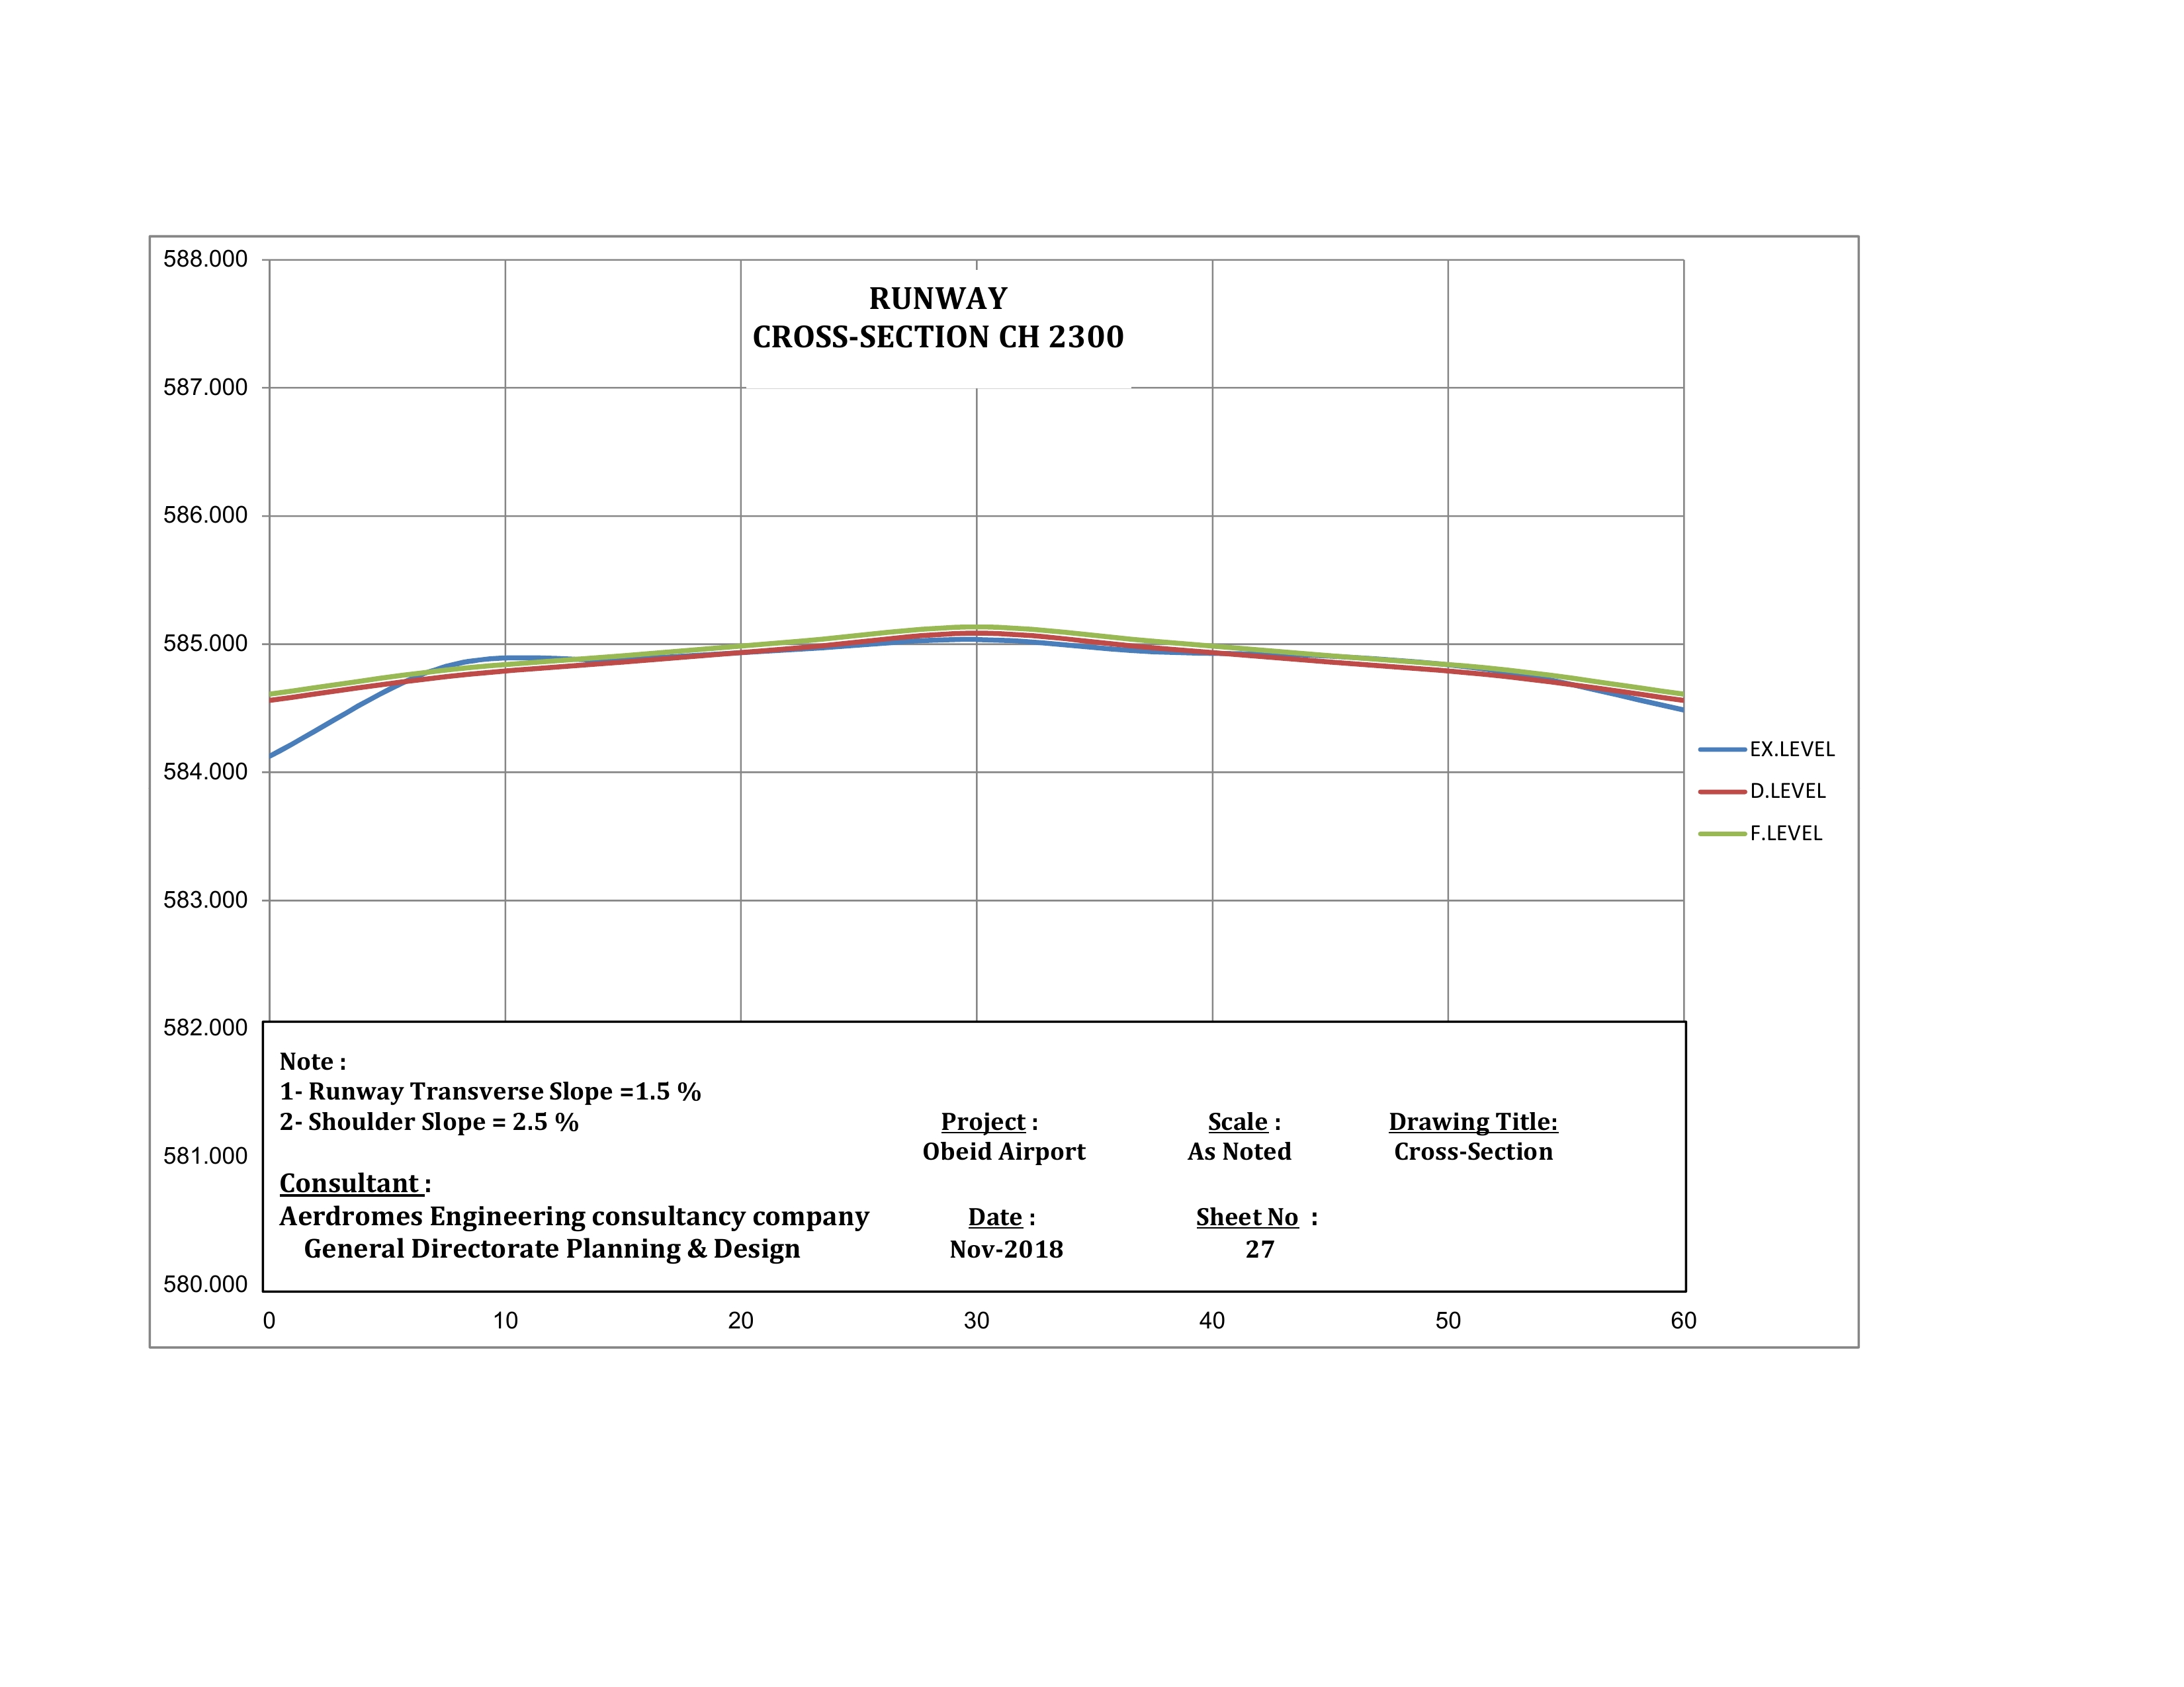 588.000
RUNWAY
CROSS-SECTION CH 2300
587.000
586.000
585.000
584.000
583.000
582.000
581.000
580.000
EX.LEVEL
D.LEVEL
F.LEVEL
Note :
1- Runway Transverse Slope =1.5 %
2- Shoulder Slope = 2.5 %
Project :
Obeid Airport
Scale :
As Noted
Drawing Title:
Cross-Section
Consultant :
Aerdromes Engineering consultancy company
General Directorate Planning & Design
Date :
Nov-2018
Sheet No :
27
0 10 20 30 40 50 60